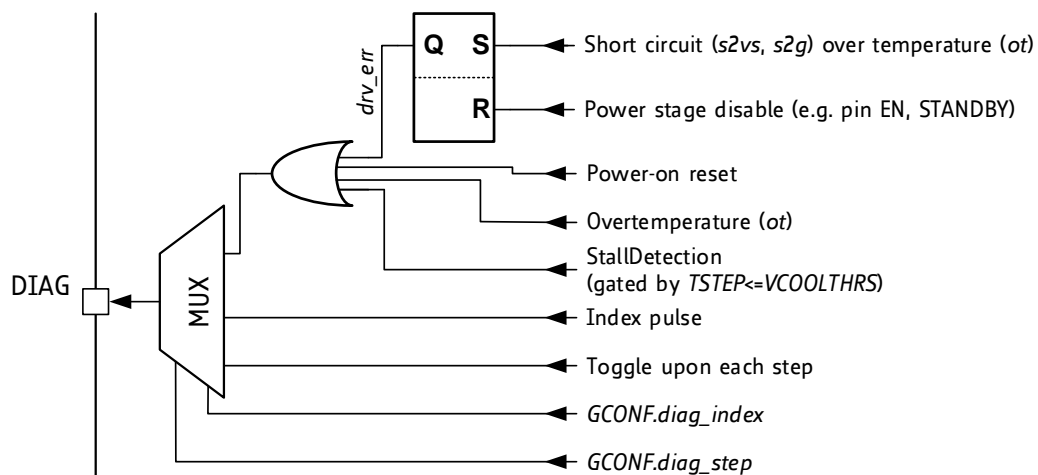 Q S
Short circuit (s2vs, s2g) over temperature (ot)
drv_err
R
Power stage disable (e.g. pin EN, STANDBY)
Power-on reset
Overtemperature (ot)
StallDetection
(gated by TSTEP<=VCOOLTHRS)
DIAG
MUX
Index pulse
Toggle upon each step
GCONF.diag_index
GCONF.diag_step